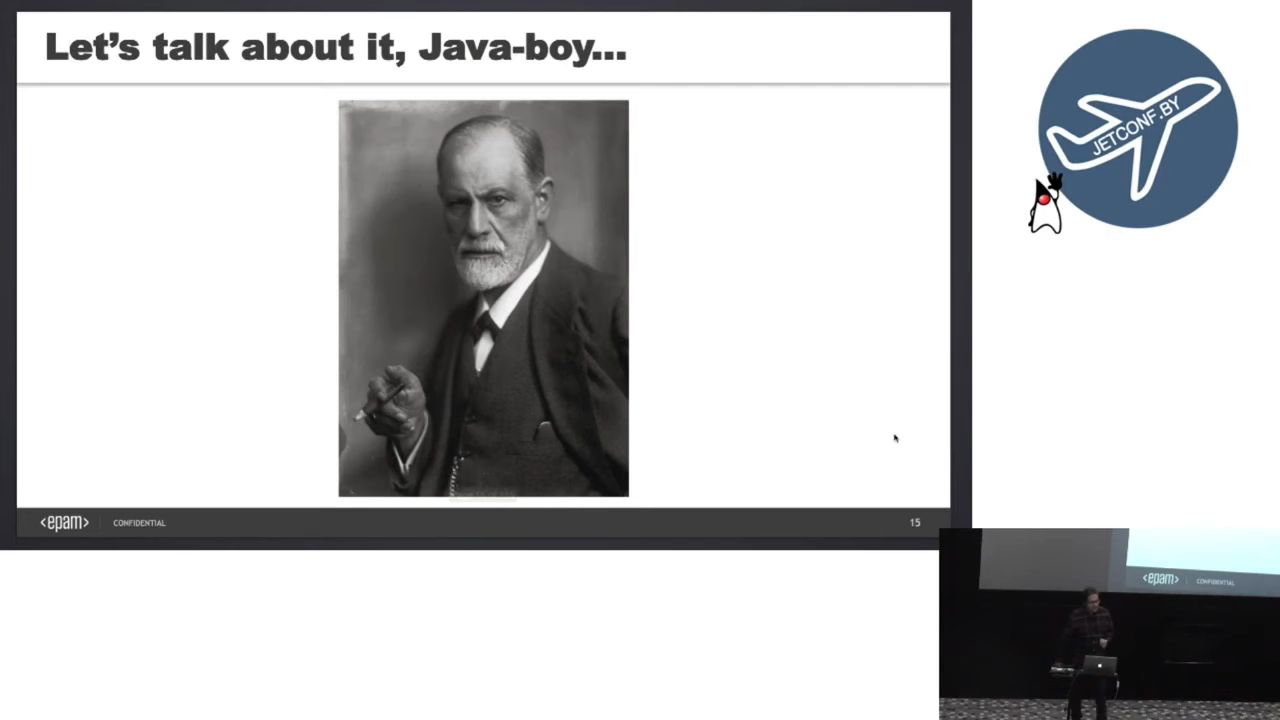 Let's talk about it, Java-boy...
JETCONF.BY
<epam>
CONFIDENTIAL
15
<epam>
CONFIDENTIAL